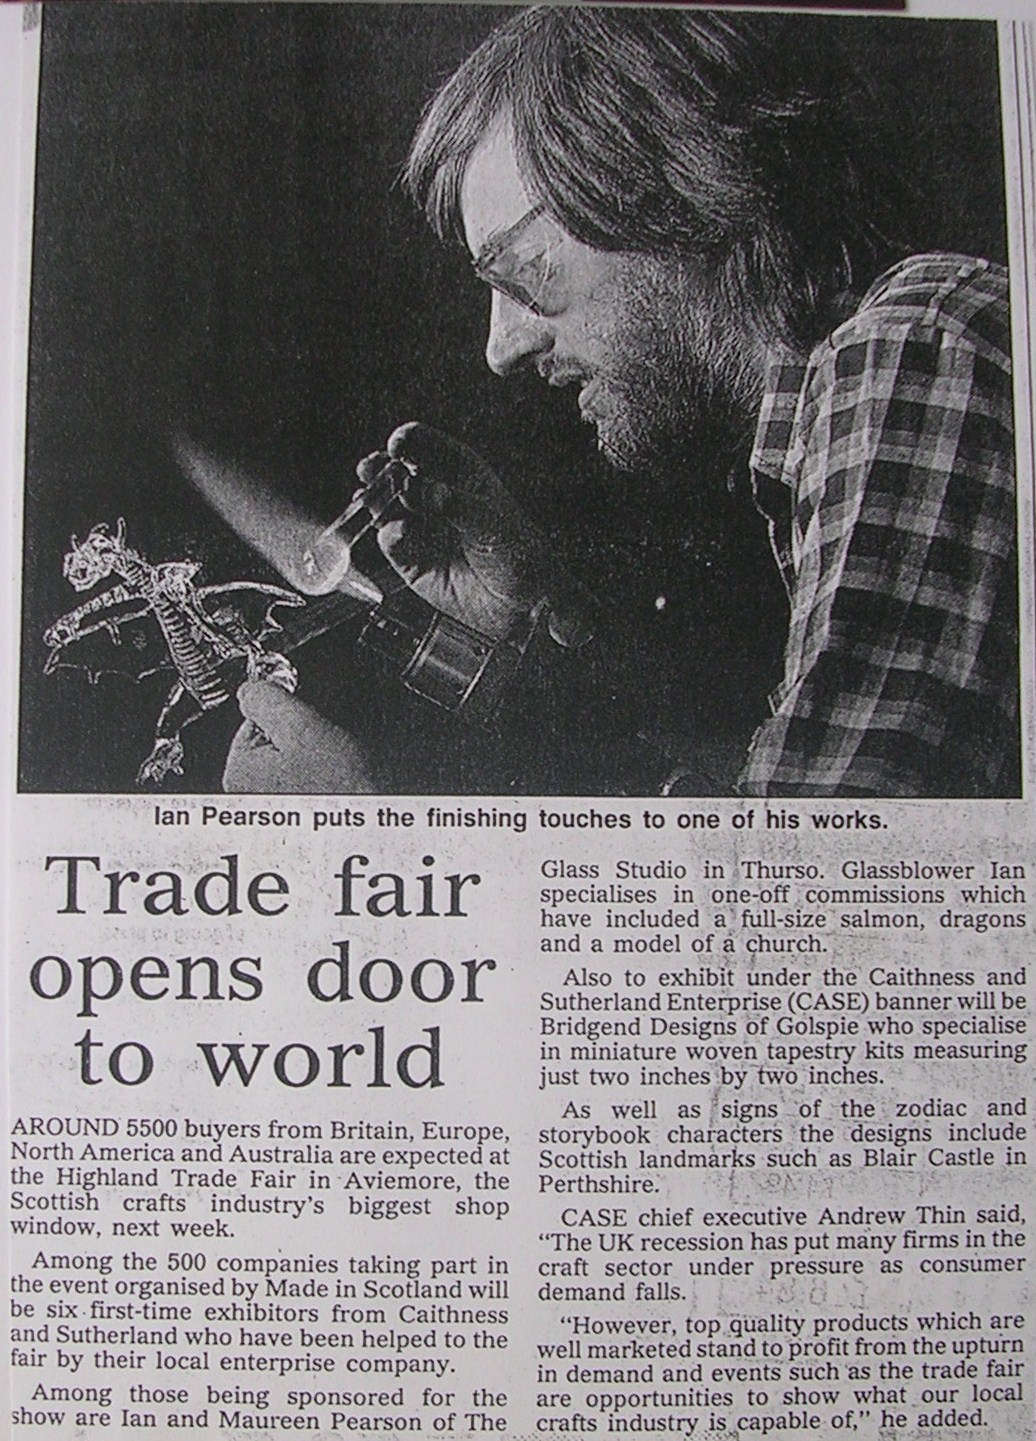 Ian Pearson puts the finishing touches to one of his works.
Trade fair
opens door
to world
AROUND 5500 buyers from Britain, Europe,
North America and Australia are expected at
the Highland Trade Fair in Aviemore, the
Scottish crafts industry's biggest shop
window, next week.
Among the 500 companies taking part in
the event organised by Made in Scotland will
be six first-time exhibitors from Caithness
and Sutherland who have been helped to the
fair by their local enterprise company.
Among those being sponsored for the
show are Ian and Maureen Pearson of The
Glass Studio in Thurso. Glassblower Ian
specialises in one-off commissions which
have included a full-size salmon, dragons
and a model of a church.
Also to exhibit under the Caithness and
Sutherland Enterprise (CASE) banner will be
Bridgend Designs of Golspie who specialise
in miniature woven tapestry kits measuring
just two inches by two inches.
As well as signs of the zodiac and
storybook characters the designs include
Scottish landmarks such as Blair Castle in
Perthshire.
CASE chief executive Andrew Thin said,
"The UK recession has put many firms in the
craft sector under pressure as consumer
demand falls.
"However, top quality products which are
well marketed stand to profit from the upturn
in demand and events such as the trade fair
are opportunities to show what our local
crafts industry is capable of," he added.